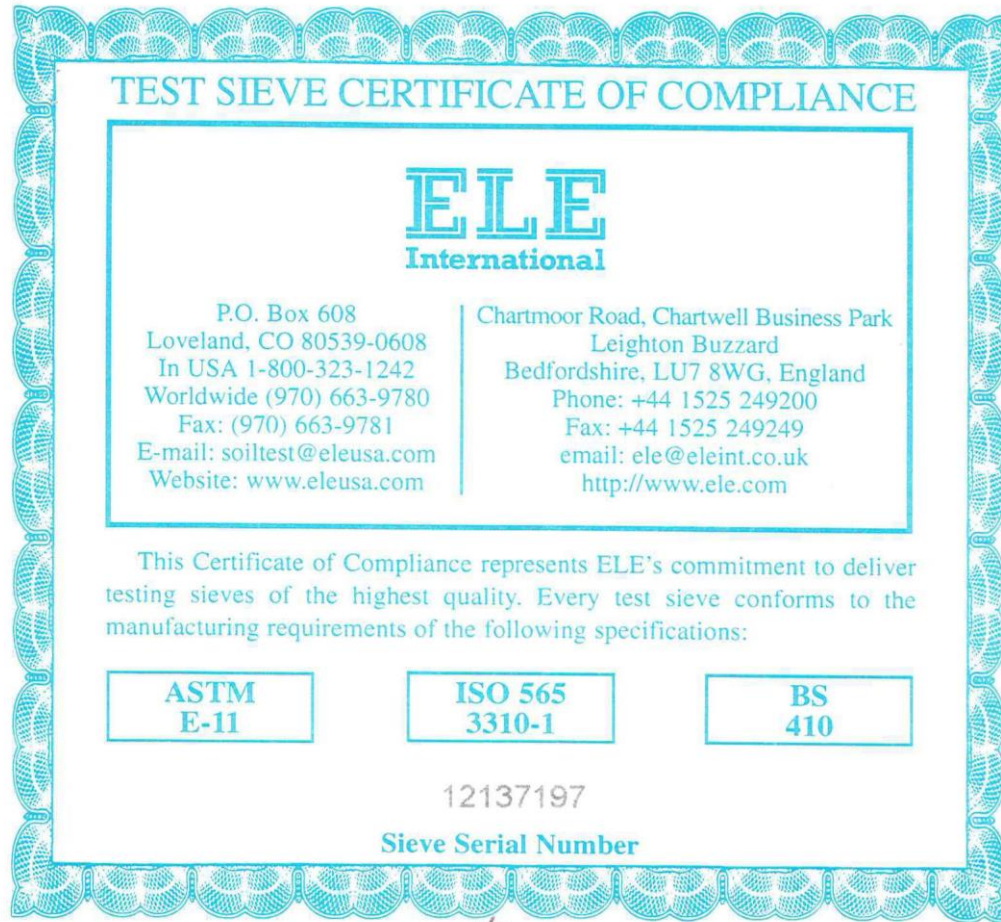 TEST SIEVE CERTIFICATE OF COMPLIANCE
ELE
International
P.O. Box 608
Loveland, CO 80539-0608
In USA 1-800-323-1242
Worldwide (970) 663-9780
Fax: (970) 663-9781
E-mail: soiltest@eleusa.com
Website: www.eleusa.com
Chartmoor Road, Chartwell Business Park
Leighton Buzzard
Bedfordshire, LU7 8WG, England
Phone: +44 1525 249200
Fax: +44 1525 249249
email: ele@eleint.co.uk
http://www.ele.com
This Certificate of Compliance represents ELE's commitment to deliver
testing sieves of the highest quality. Every test sieve conforms to the
manufacturing requirements of the following specifications:
ASTM
E-11
ISO 565
3310-1
BS
410
12137197
Sieve Serial Number